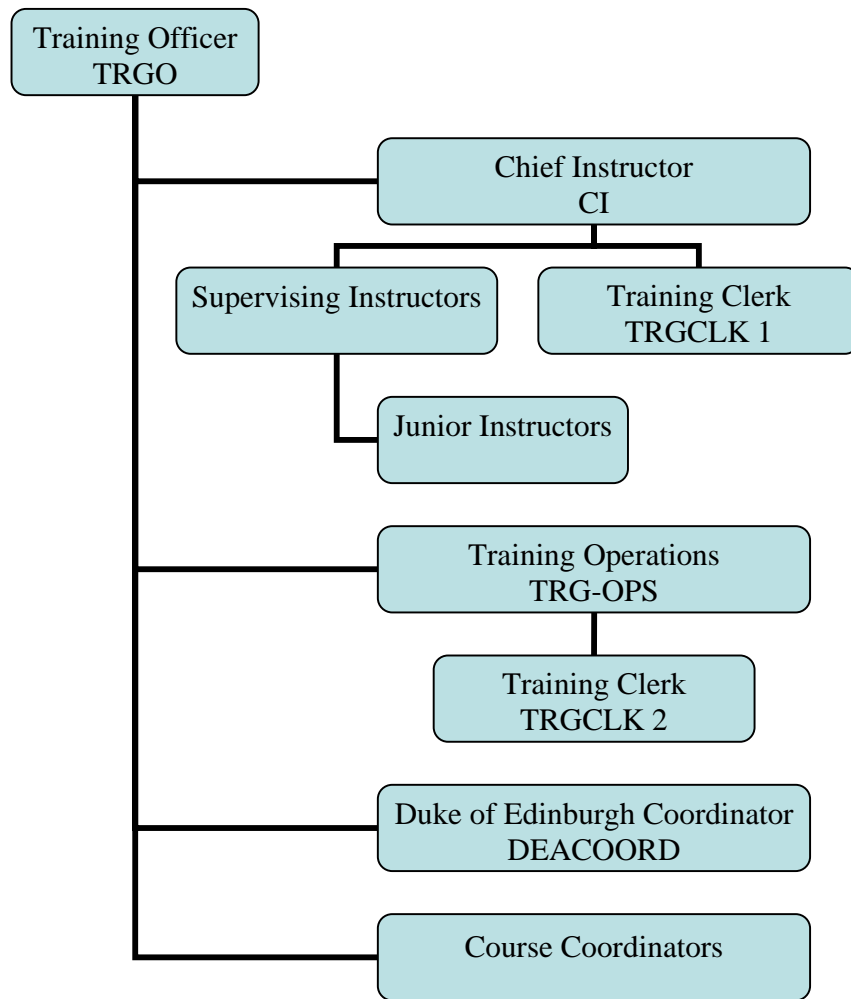 Training Officer
TRGO
Chief Instructor
CI
Supervising Instructors
Training Clerk
TRGCLK 1
Junior Instructors
Training Operations
TRG-OPS
Training Clerk
TRGCLK 2
Duke of Edinburgh Coordinator
DEACOORD
Course Coordinators